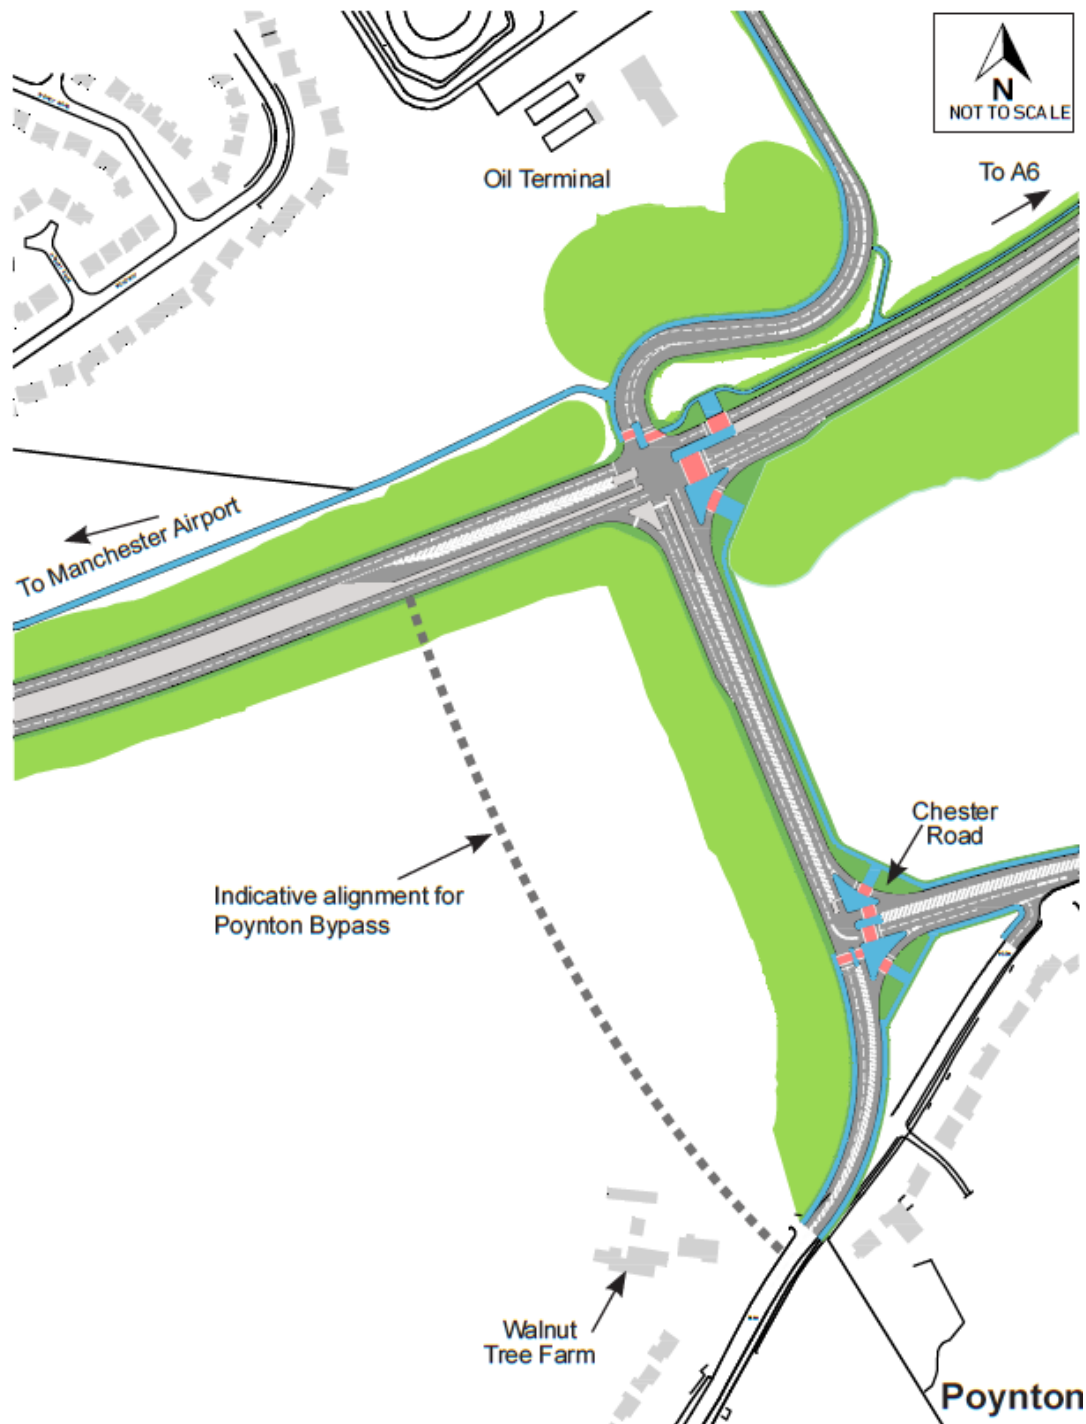 N
NOT TO SCALE
To A6
Oil Terminal
To Manchester Airport
Chester
Road
Indicative alignment for
Poynton Bypass
Walnut
Tree Farm
Poynton